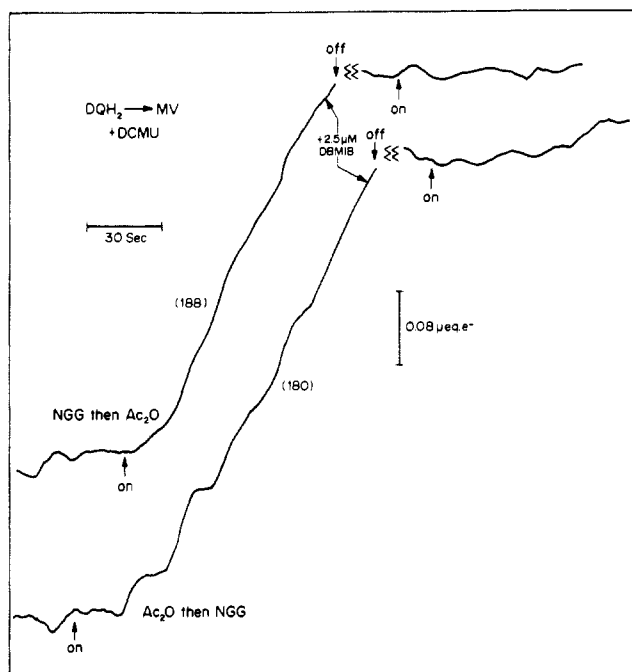 off
DQH₂ → MV
+DCMU
on
off
+2.5μM
DBMIB
on
30 Sec
(188)
0.08 μeq.e⁻
(180)
NGG then Ac₂O
on
Ac₂O then NGG
on